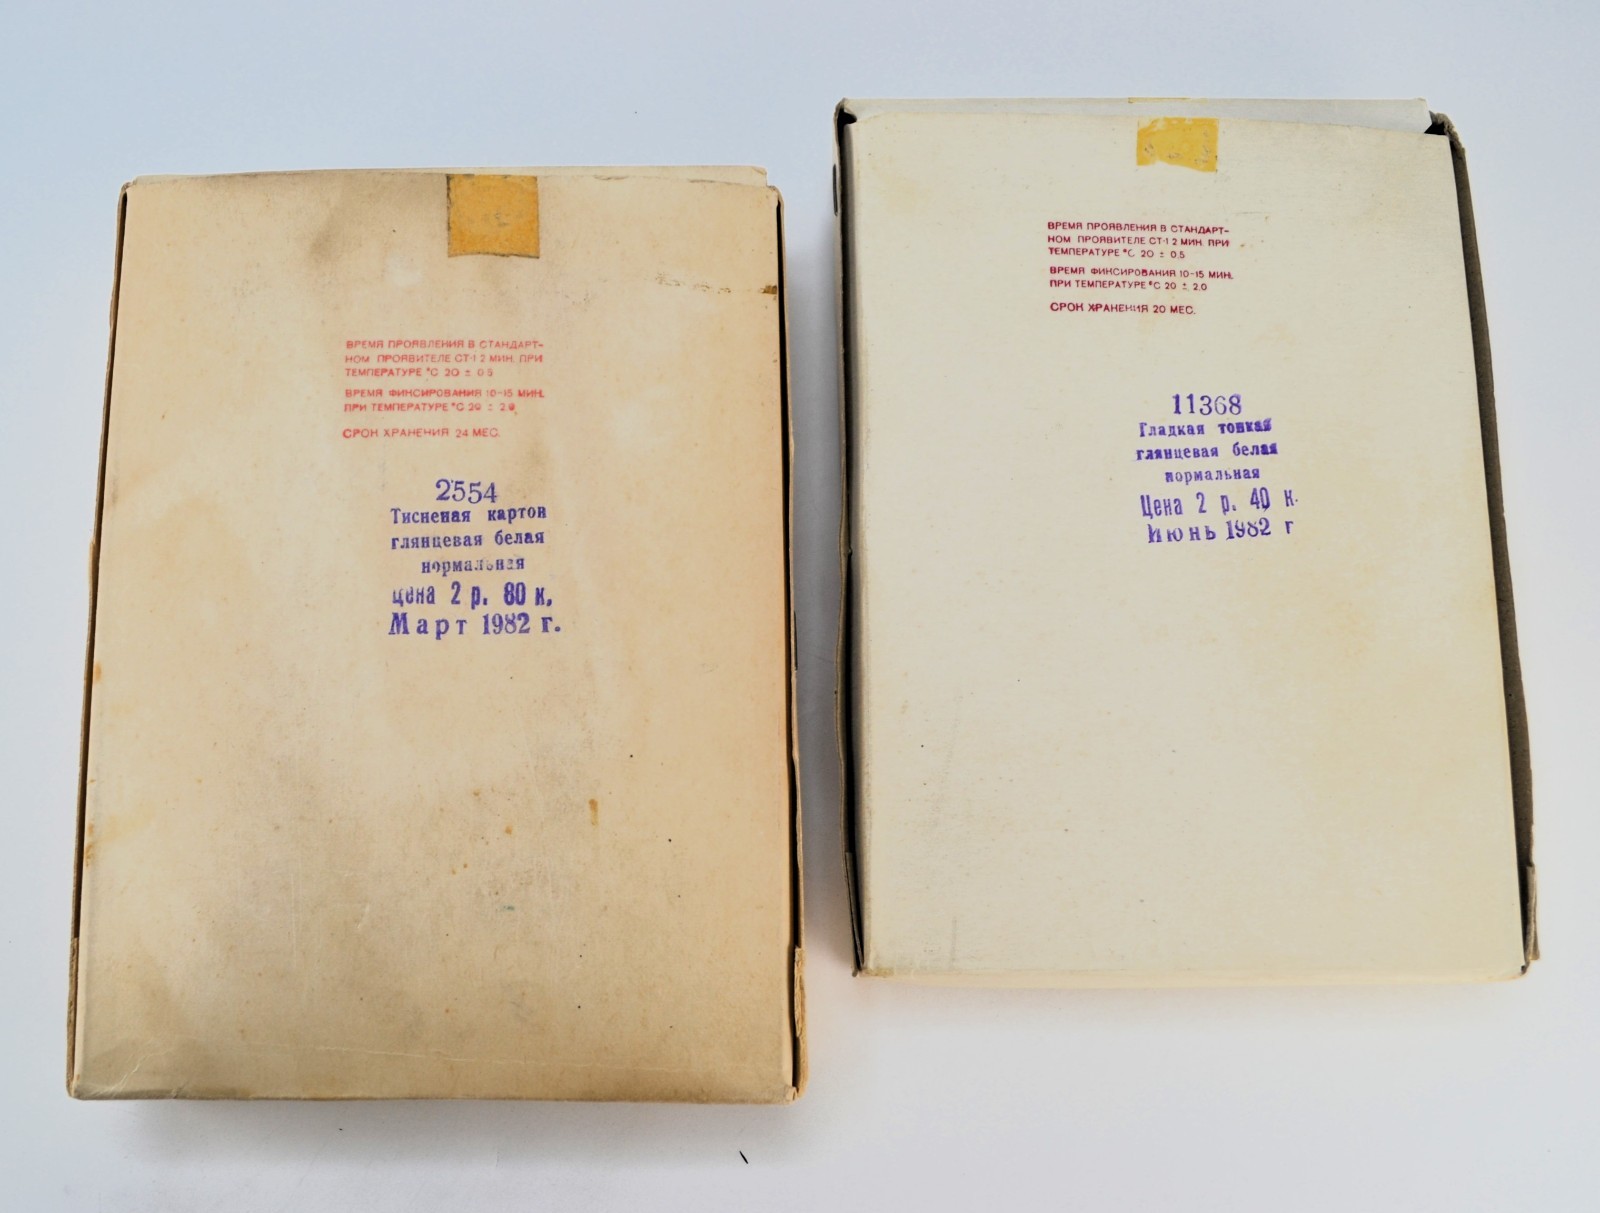 ВРЕМЯ ПРОЯВЛЕНИЯ В СТАНДАРТ-
НОМ ПРОЯВИТЕЛЕ СТ-1 2 МИН. ПРИ
ТЕМПЕРАТУРЕ °С 20 ± 0,5
ВРЕМЯ ФИКСИРОВАНИЯ 10-15 МИН.
ПРИ ТЕМПЕРАТУРЕ °С 20 ± 2,0
СРОК ХРАНЕНИЯ 24 МЕС.
2554
Тисненая картон
глянцевая белая
нормальная
цена 2 р. 80 к.
Март 1982 г.
ВРЕМЯ ПРОЯВЛЕНИЯ В СТАНДАРТ-
НОМ ПРОЯВИТЕЛЕ СТ-1 2 МИН. ПРИ
ТЕМПЕРАТУРЕ °С 20 ± 0,5
ВРЕМЯ ФИКСИРОВАНИЯ 10-15 МИН.
ПРИ ТЕМПЕРАТУРЕ °С 20 ± 2,0
СРОК ХРАНЕНИЯ 20 МЕС.
11368
Гладкая тонкая
глянцевая белая
нормальная
Цена 2 р. 40 к.
Июнь 1982 г